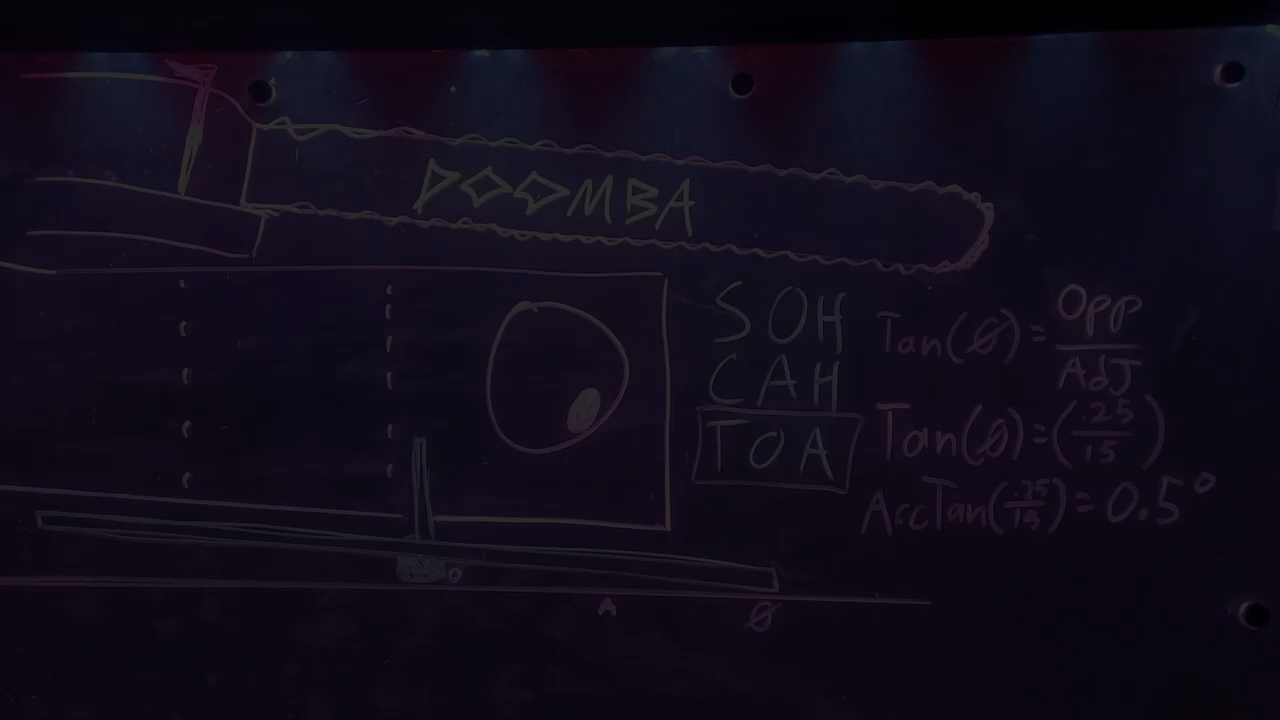 DOOMBA
SOH
CAH
TOA
Tan(Ø)=Opp/AdJ
Tan(Ø)=(.25/15)
ArcTan(.25/15)=0.5°
O
A
Ø